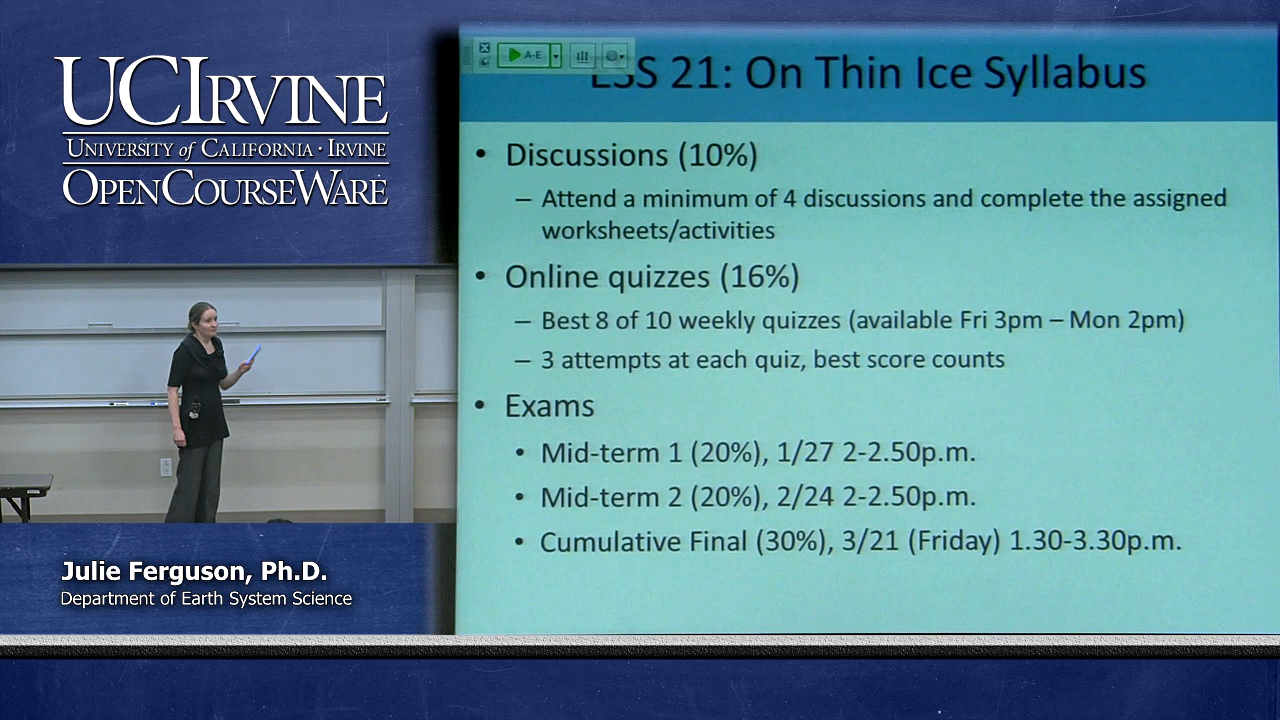 UCIRVINE
UNIVERSITY of CALIFORNIA · IRVINE
OPENCOURSEWARE
A-E
ESS 21: On Thin Ice Syllabus
• Discussions (10%)
– Attend a minimum of 4 discussions and complete the assigned
worksheets/activities
• Online quizzes (16%)
– Best 8 of 10 weekly quizzes (available Fri 3pm – Mon 2pm)
– 3 attempts at each quiz, best score counts
• Exams
• Mid-term 1 (20%), 1/27 2-2.50p.m.
• Mid-term 2 (20%), 2/24 2-2.50p.m.
• Cumulative Final (30%), 3/21 (Friday) 1.30-3.30p.m.
Julie Ferguson, Ph.D.
Department of Earth System Science